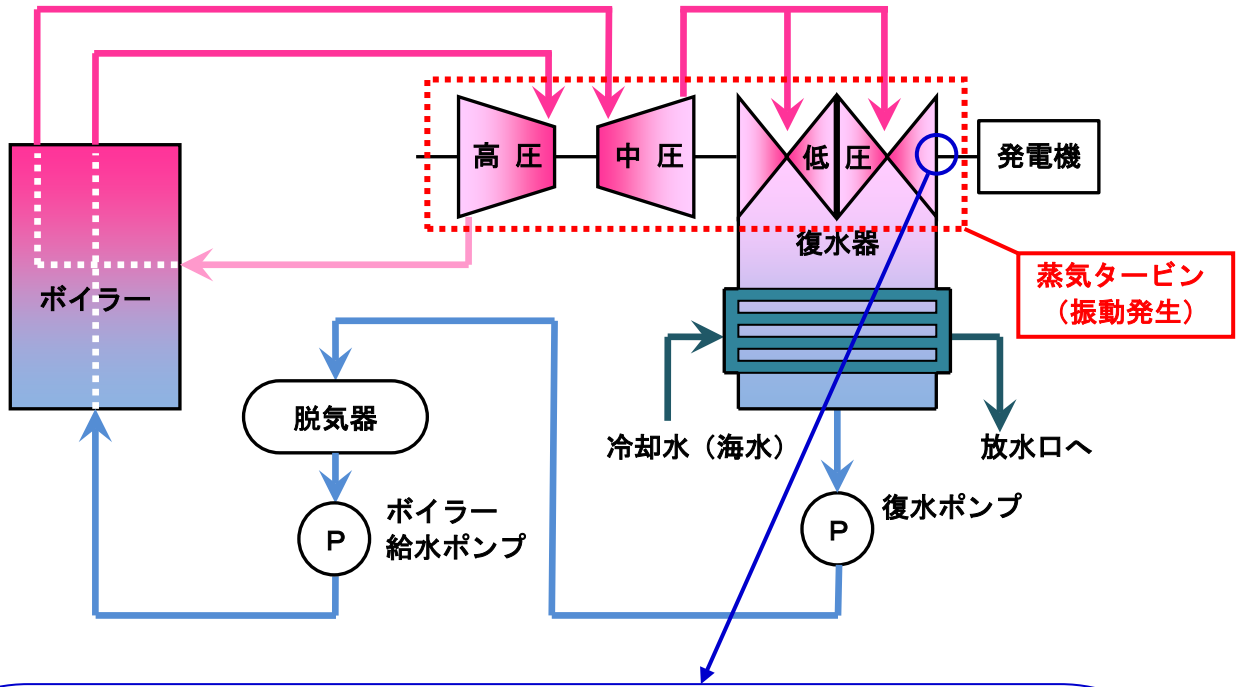 高 圧
中 圧
低 圧
発電機
復水器
蒸気タービン
（振動発生）
ボイラー
脱気器
冷却水（海水）
放水口へ
ボイラー
給水ポンプ
P
復水ポンプ
P